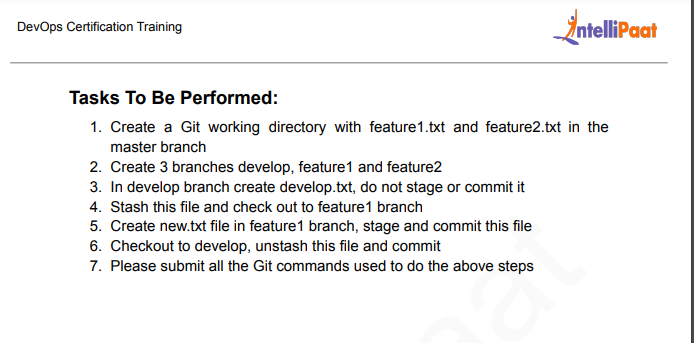 DevOps Certification Training
intelliPaat
Tasks To Be Performed:
1. Create a Git working directory with feature1.txt and feature2.txt in the
master branch
2. Create 3 branches develop, feature1 and feature2
3. In develop branch create develop.txt, do not stage or commit it
4. Stash this file and check out to feature1 branch
5. Create new.txt file in feature1 branch, stage and commit this file
6. Checkout to develop, unstash this file and commit
7. Please submit all the Git commands used to do the above steps